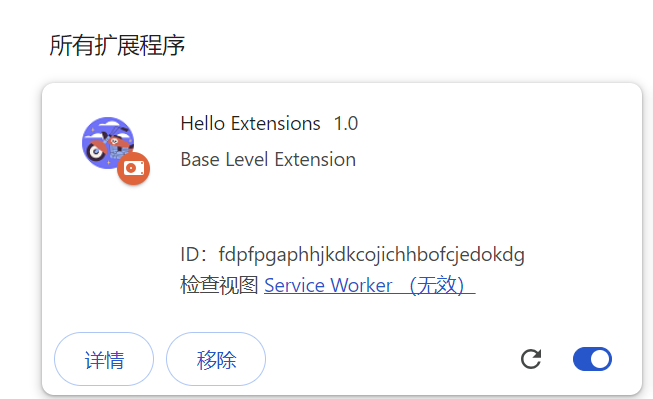 所有扩展程序
Hello Extensions 1.0
Base Level Extension
ID：fdpfpgaphhjkdkcojichhbofcjedokdg
检查视图 Service Worker （无效）
详情 移除